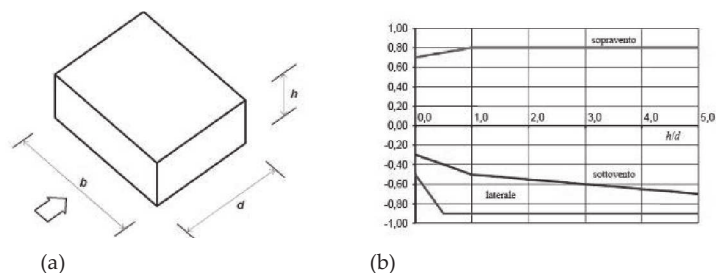 h
b
d
(a)
1,00
0,80
0,60
0,40
0,20
0,00
-0,20
-0,40
-0,60
-0,80
-1,00
sopravento
0,0 1,0 2,0 3,0 4,0 5,0
h/d
sottovento
laterale
(b)